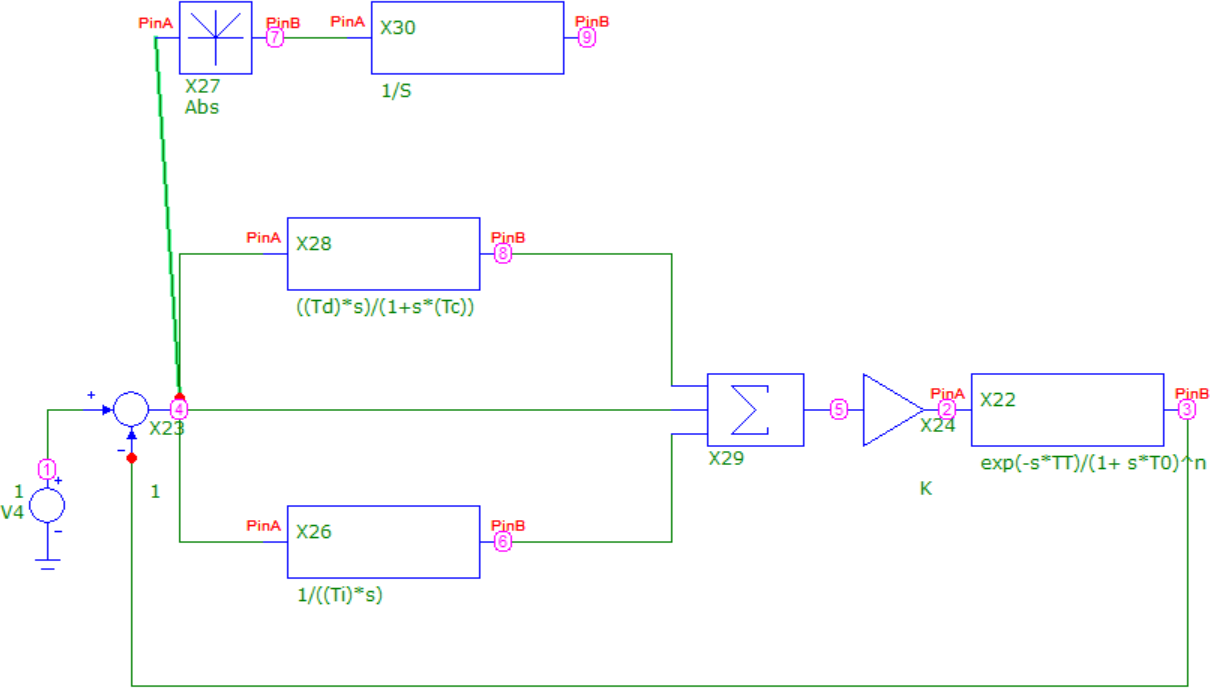 PinA
PinB
7
X27
Abs
PinA
X30
PinB
9
1/S
PinA
X28
PinB
8
((Td)*s)/(1+s*(Tc))
+
4
X23
-
1
1
+
1
V4
-
PinA
X26
PinB
6
1/((Ti)*s)
X29
5
X24
K
PinA
2
X22
PinB
3
exp(-s*TT)/(1+ s*T0)^n